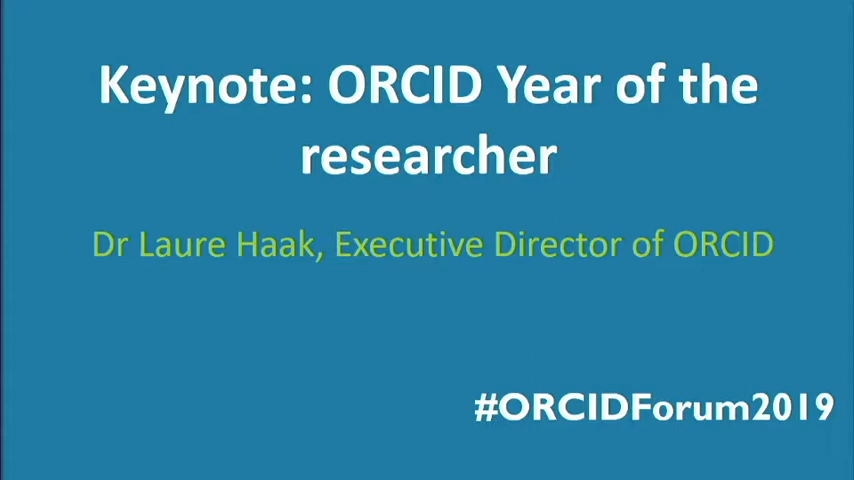 Keynote: ORCID Year of the
researcher
Dr Laure Haak, Executive Director of ORCID
#ORCIDForum2019